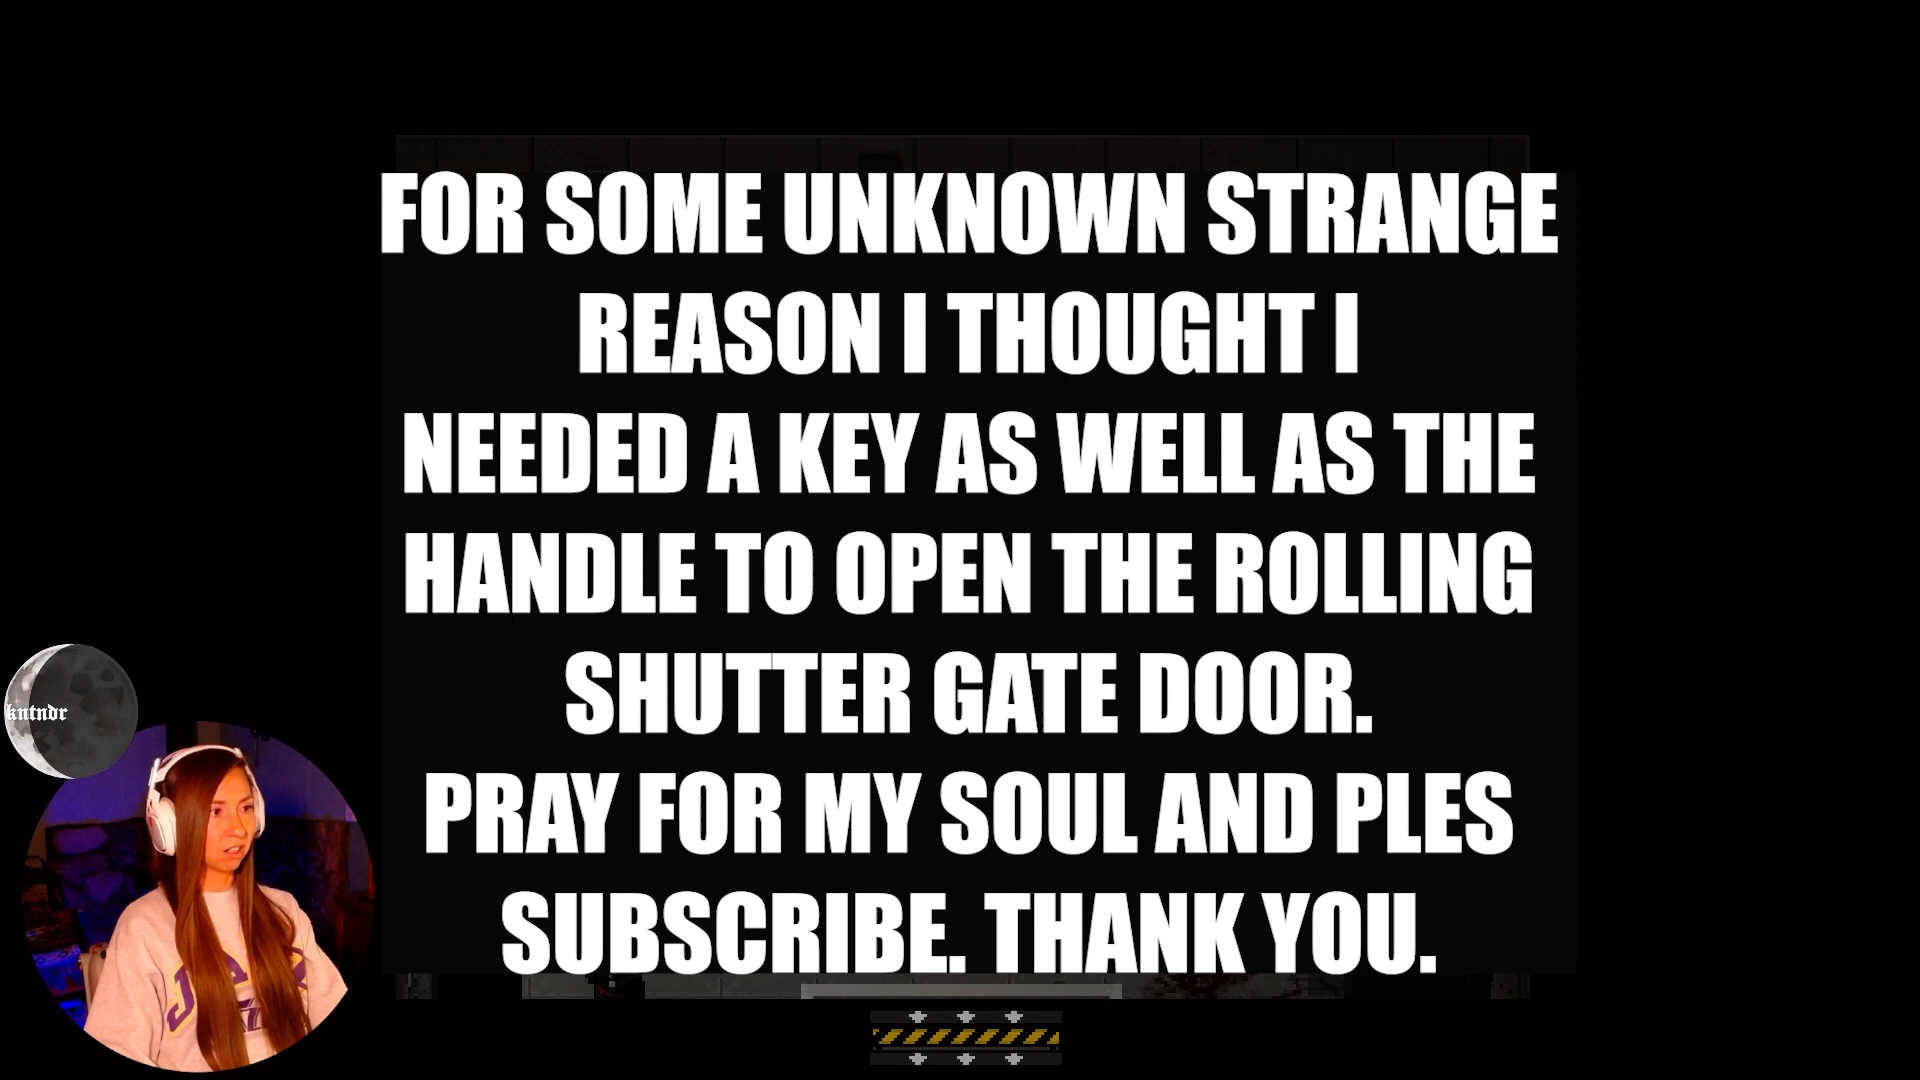 FOR SOME UNKNOWN STRANGE
REASON I THOUGHT I
NEEDED A KEY AS WELL AS THE
HANDLE TO OPEN THE ROLLING
SHUTTER GATE DOOR.
PRAY FOR MY SOUL AND PLES
SUBSCRIBE. THANK YOU.
kntndr